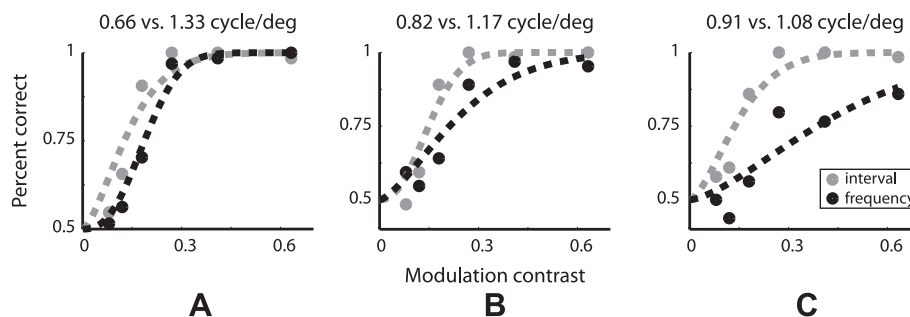 0.66 vs. 1.33 cycle/deg
0.82 vs. 1.17 cycle/deg
0.91 vs. 1.08 cycle/deg
Percent correct
1
0.75
0.5
0
0.3
0.6
1
0.75
0.5
0
0.3
0.6
1
0.75
0.5
0
0.3
0.6
interval
frequency
Modulation contrast
A
B
C